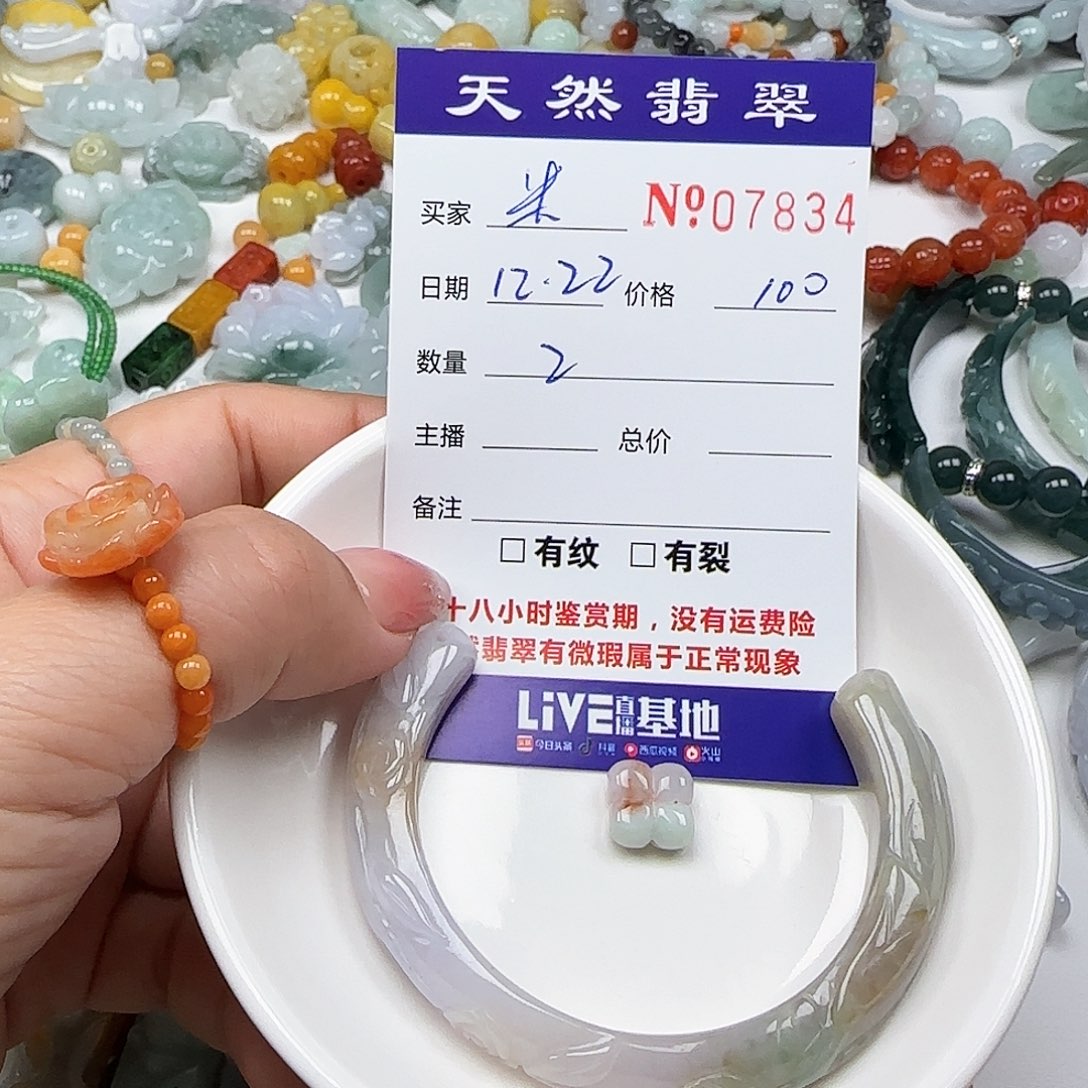 天然翡翠
买家 米 Nº07834
日期 12.22 价格 100
数量 2
主播 总价
备注
□有纹 □有裂
十八小时鉴赏期，没有运费险
翡翠有微瑕属于正常现象
LiVE直播基地
今日头条 抖音 西瓜视频 火山